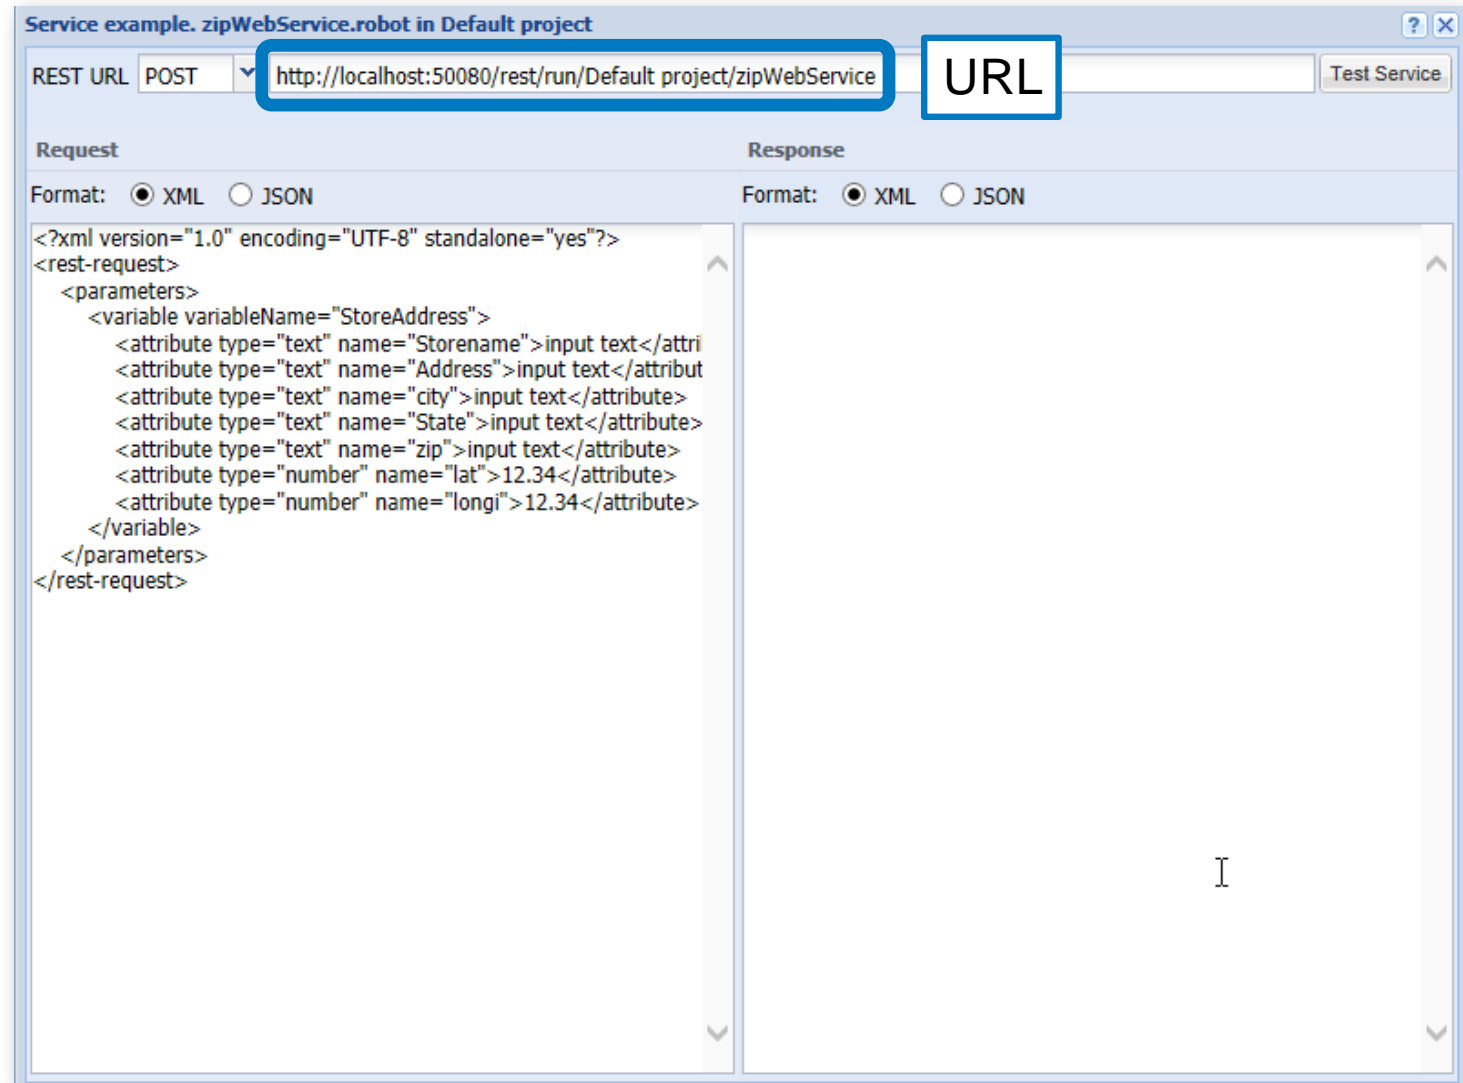 Service example. zipWebService.robot in Default project
REST URL POST http://localhost:50080/rest/run/Default project/zipWebService URL Test Service
Request
Response
Format: XML JSON
Format: XML JSON
<?xml version="1.0" encoding="UTF-8" standalone="yes"?>
<rest-request>
<parameters>
<variable variableName="StoreAddress">
<attribute type="text" name="Storename">input text</attri
<attribute type="text" name="Address">input text</attribut
<attribute type="text" name="city">input text</attribute>
<attribute type="text" name="State">input text</attribute>
<attribute type="text" name="zip">input text</attribute>
<attribute type="number" name="lat">12.34</attribute>
<attribute type="number" name="longi">12.34</attribute>
</variable>
</parameters>
</rest-request>